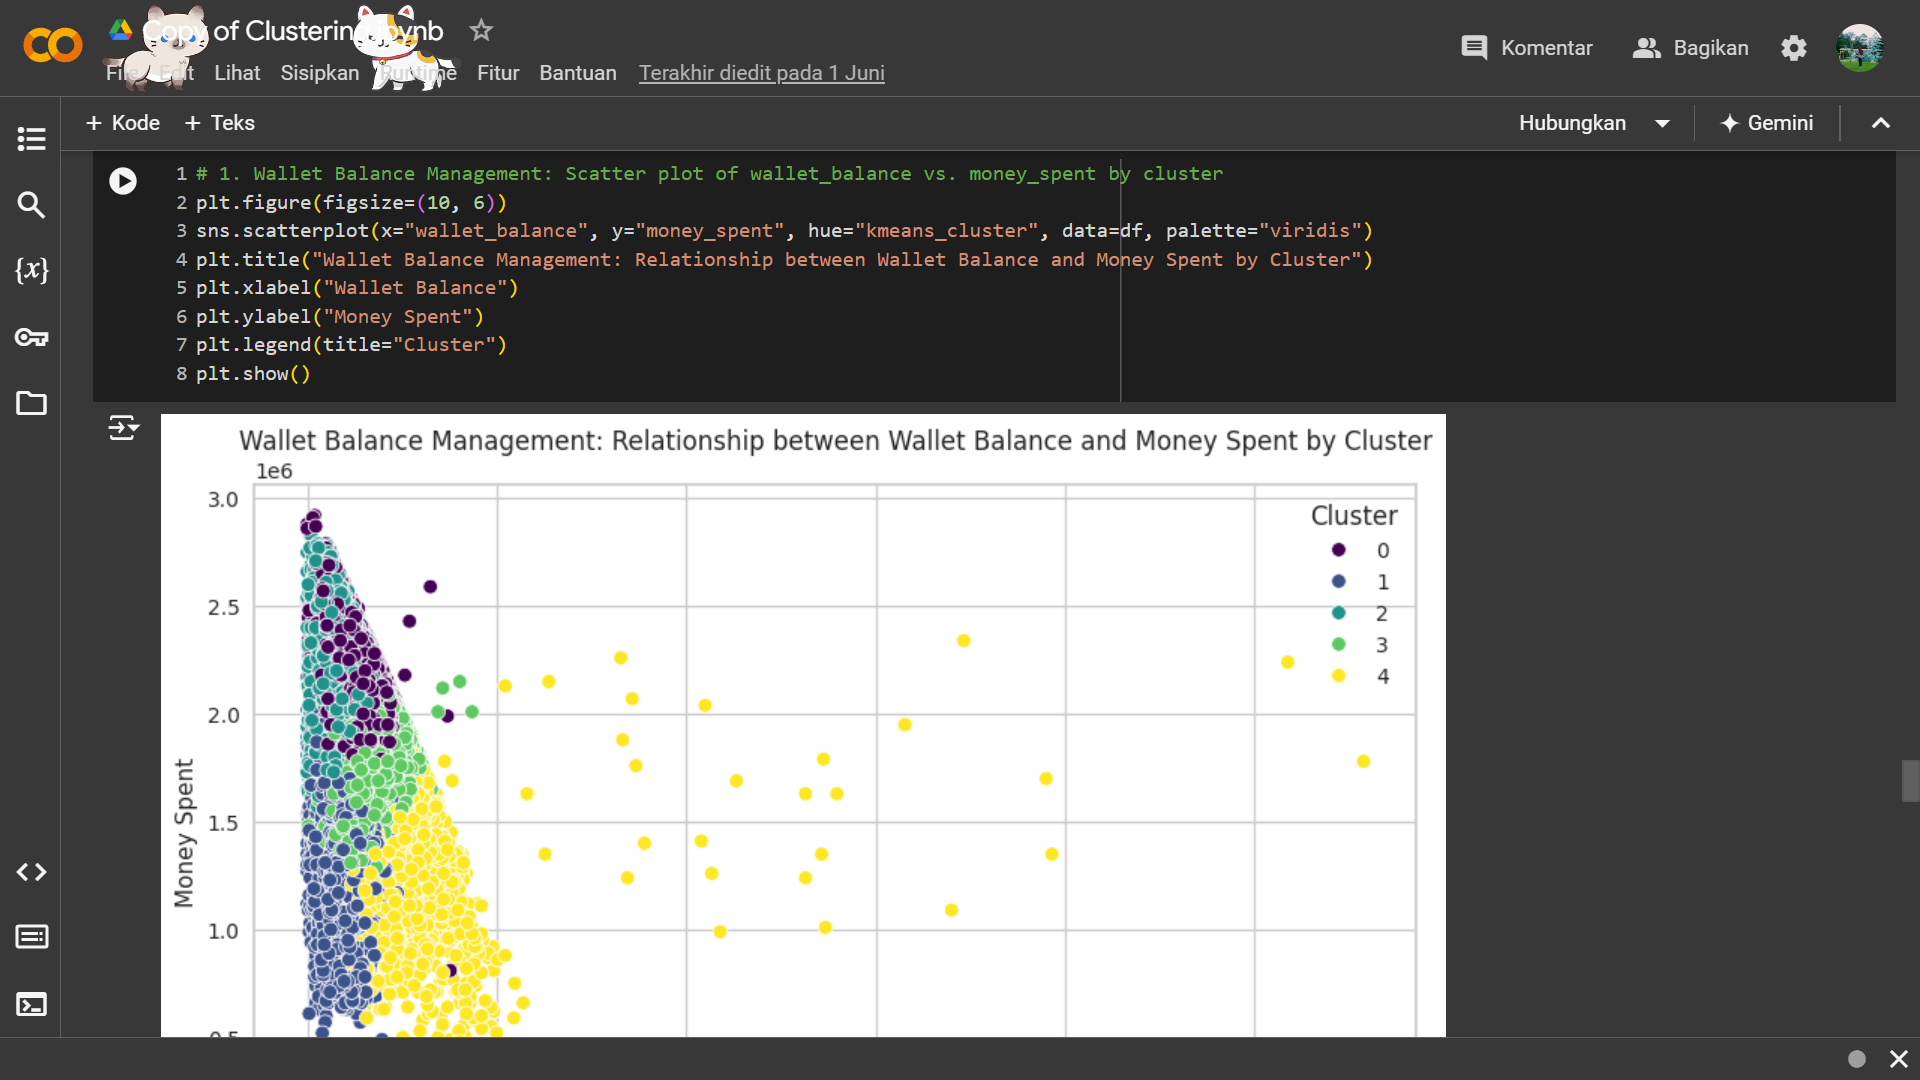 Copy of Clustering.ipynb
File Edit Lihat Sisipkan Runtime Fitur Bantuan Terakhir diedit pada 1 Juni
Komentar Bagikan
+ Kode + Teks Hubungkan Gemini
1 # 1. Wallet Balance Management: Scatter plot of wallet_balance vs. money_spent by cluster
2 plt.figure(figsize=(10, 6))
3 sns.scatterplot(x="wallet_balance", y="money_spent", hue="kmeans_cluster", data=df, palette="viridis")
4 plt.title("Wallet Balance Management: Relationship between Wallet Balance and Money Spent by Cluster")
5 plt.xlabel("Wallet Balance")
6 plt.ylabel("Money Spent")
7 plt.legend(title="Cluster")
8 plt.show()
Wallet Balance Management: Relationship between Wallet Balance and Money Spent by Cluster
1e6
3.0
2.5
2.0
1.5
1.0
0.5
Money Spent
Cluster
0
1
2
3
4